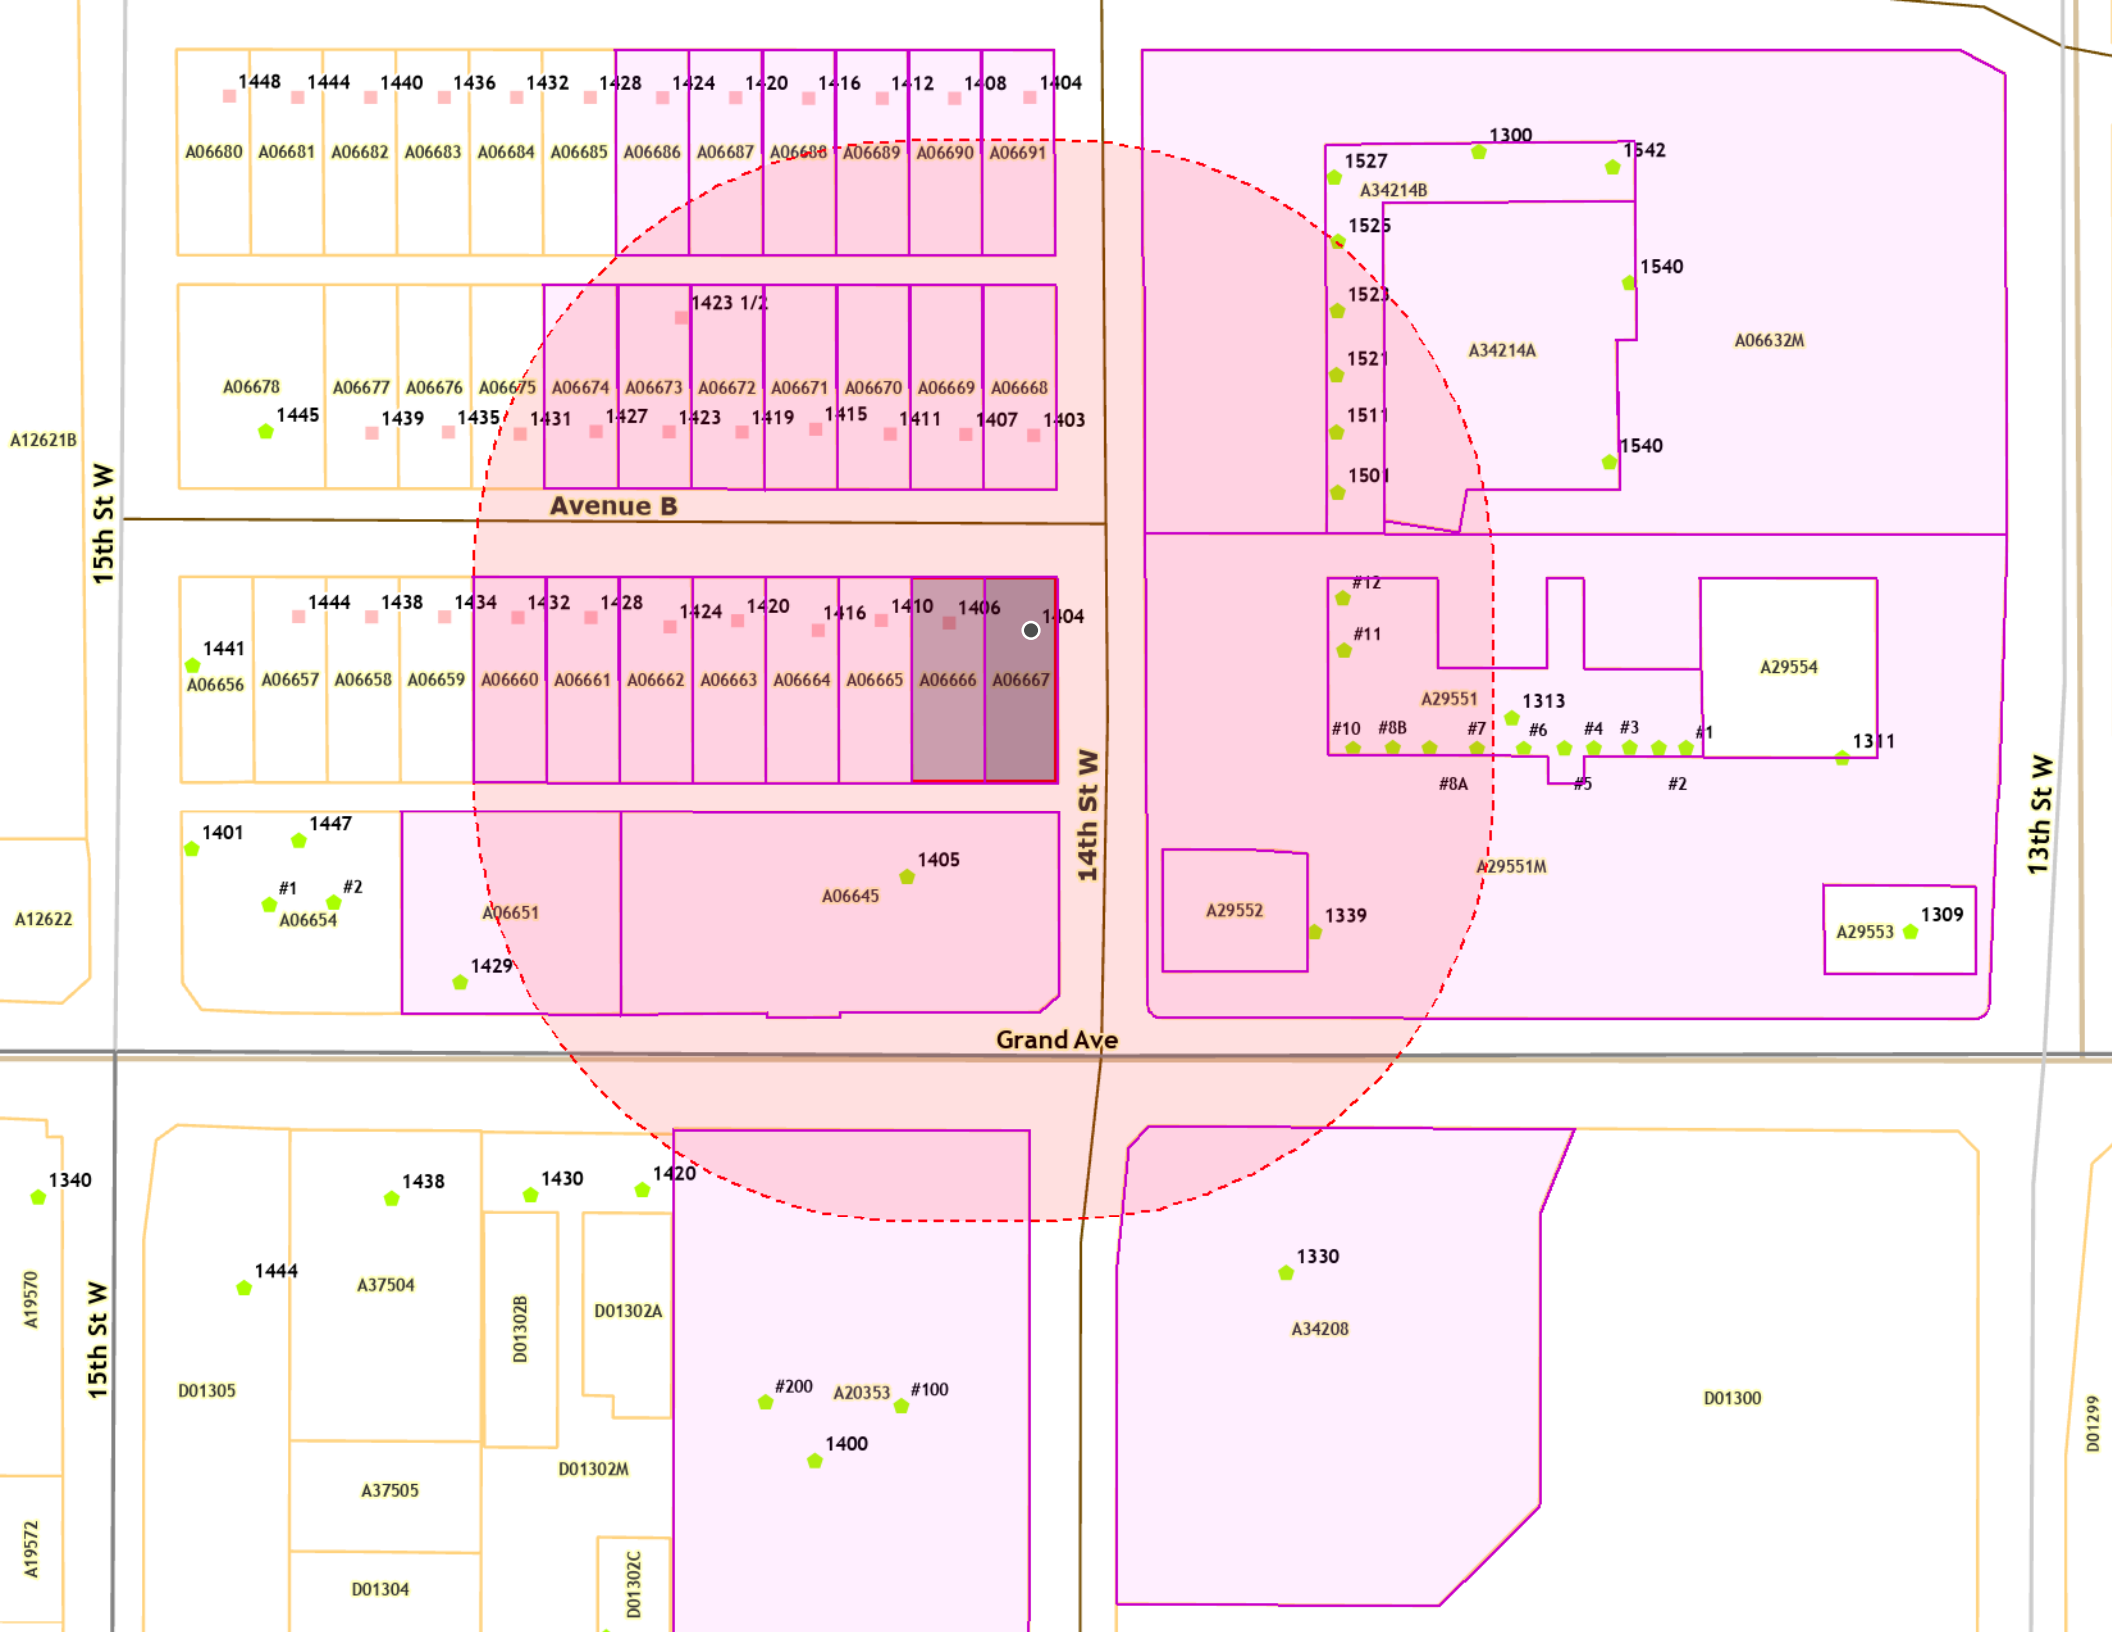 1448 1444 1440 1436 1432 1428 1424 1420 1416 1412 1408 1404
A06680 A06681 A06682 A06683 A06684 A06685 A06686 A06687 A06688 A06689 A06690 A06691
1300
1527
1542
A34214B
1525
1540
1523
A34214A
A06632M
1521
1511
1540
1501
1423 1/2
A06678 A06677 A06676 A06675 A06674 A06673 A06672 A06671 A06670 A06669 A06668
1445 1439 1435 1431 1427 1423 1419 1415 1411 1407 1403
A12621B
15th St W
Avenue B
1444 1438 1434 1432 1428 1424 1420 1416 1410 1406 1404
1441
A06656 A06657 A06658 A06659 A06660 A06661 A06662 A06663 A06664 A06665 A06666 A06667
#12
#11
A29551
1313
A29554
#10 #8B #7 #6 #4 #3 #1
1311
#8A #5 #2
14th St W
13th St W
1401
1447
#1 #2
A06654
A12622
A06651
1429
1405
A06645
A29551M
A29552
1339
1309
A29553
Grand Ave
1340
1438
1430
1420
1444
A37504
A19570
15th St W
D01302B
D01302A
1330
A34208
D01305
#200
A20353
#100
D01300
D01299
1400
D01302M
A37505
A19572
D01304
D01302C